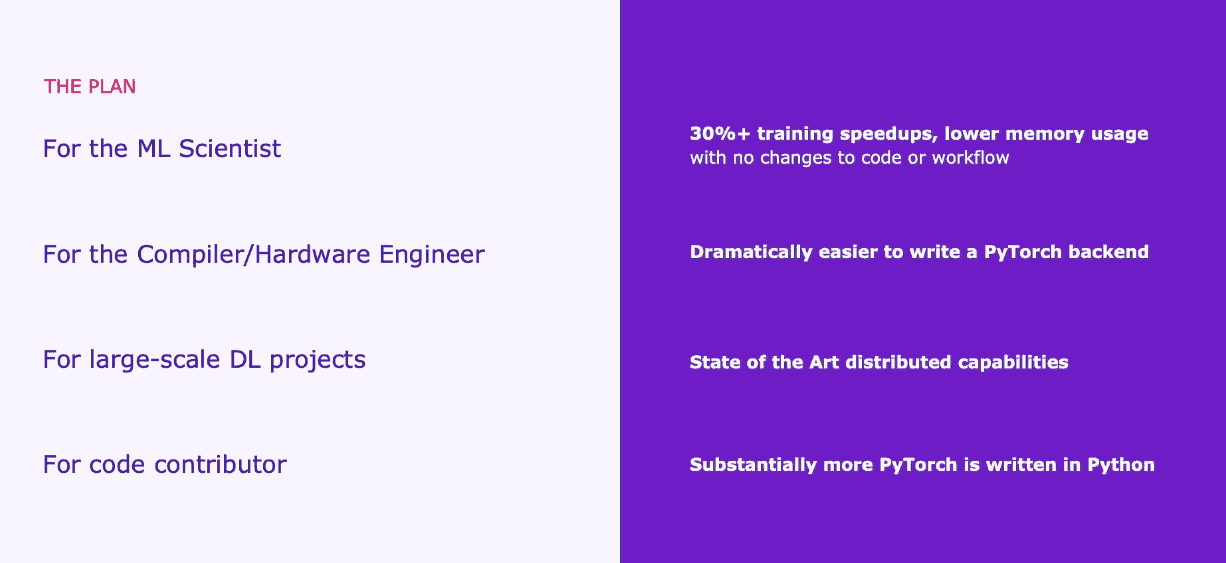 THE PLAN
For the ML Scientist
30%+ training speedups, lower memory usage
with no changes to code or workflow
For the Compiler/Hardware Engineer
Dramatically easier to write a PyTorch backend
For large-scale DL projects
State of the Art distributed capabilities
For code contributor
Substantially more PyTorch is written in Python